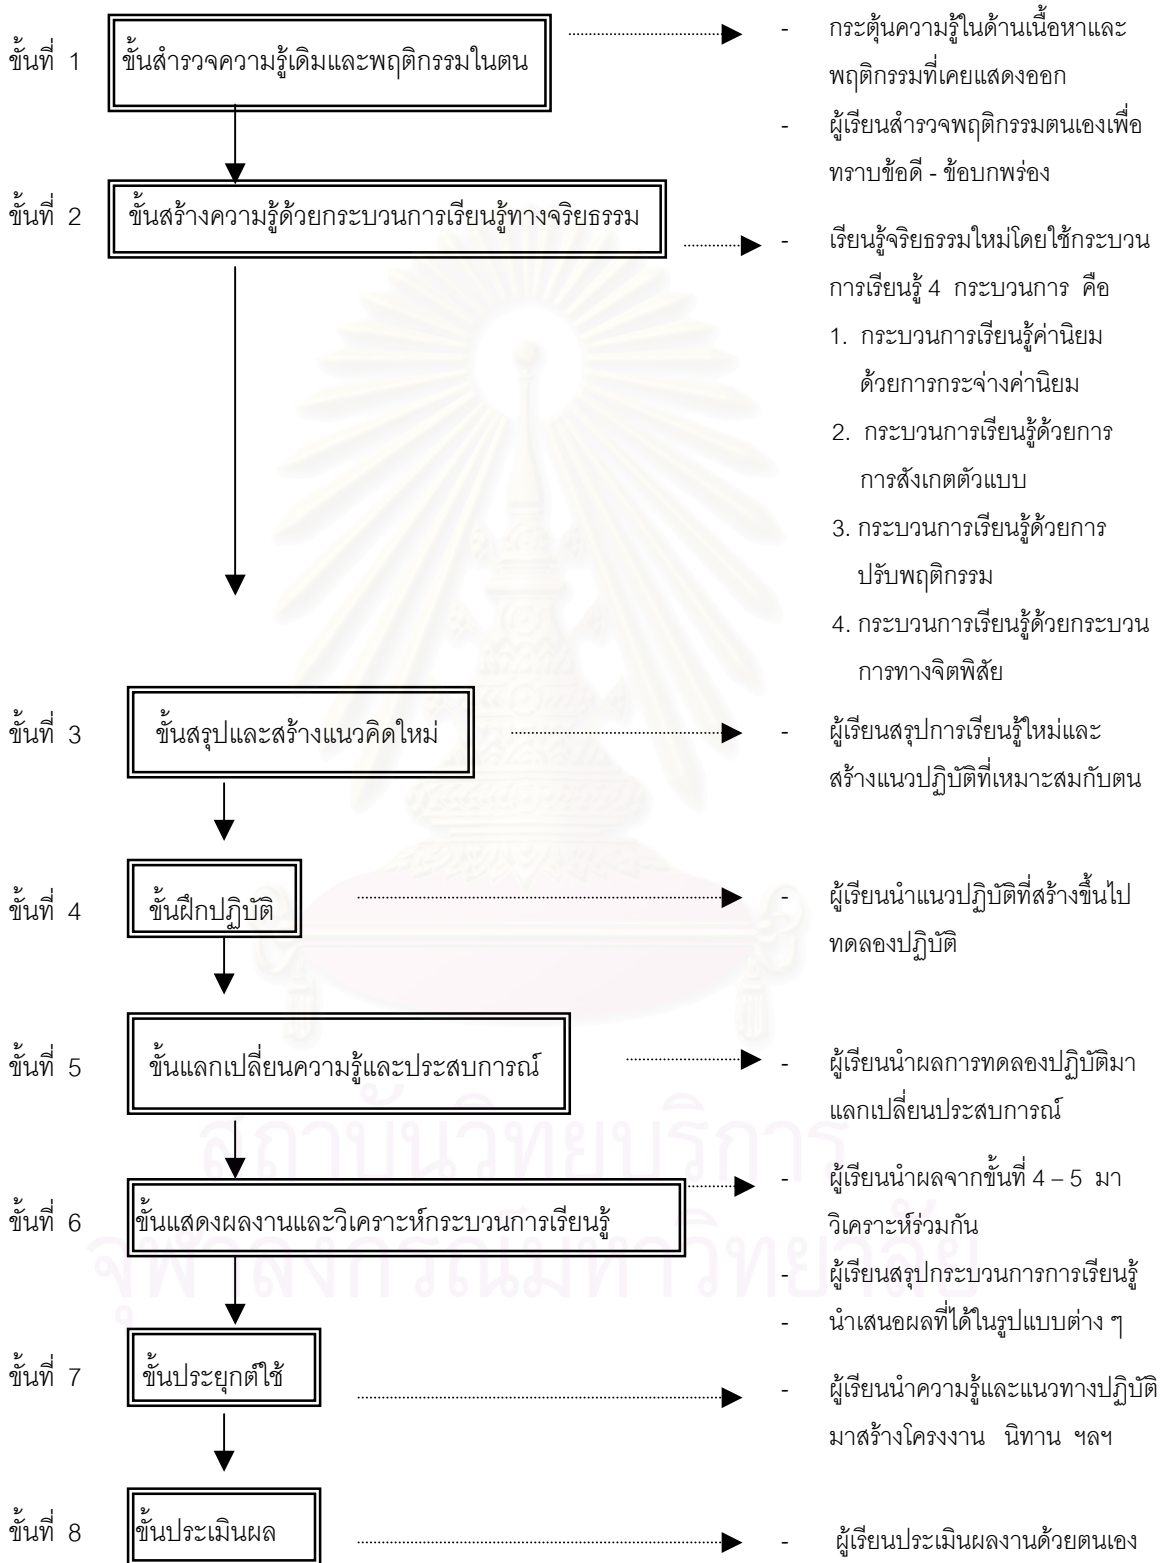 ขั้นที่ 1 ขั้นสำรวจความรู้เดิมและพฤติกรรมในตน
- กระตุ้นความรู้ในด้านเนื้อหาและ
พฤติกรรมที่เคยแสดงออก
- ผู้เรียนสำรวจพฤติกรรมตนเองเพื่อ
ทราบข้อดี - ข้อบกพร่อง
ขั้นที่ 2 ขั้นสร้างความรู้ด้วยกระบวนการเรียนรู้ทางจริยธรรม
- เรียนรู้จริยธรรมใหม่โดยใช้กระบวน
การเรียนรู้ 4 กระบวนการ คือ
1. กระบวนการเรียนรู้ค่านิยม
ด้วยการกระจ่างค่านิยม
2. กระบวนการเรียนรู้ด้วยการ
การสังเกตตัวแบบ
3. กระบวนการเรียนรู้ด้วยการ
ปรับพฤติกรรม
4. กระบวนการเรียนรู้ด้วยกระบวน
การทางจิตพิสัย
ขั้นที่ 3 ขั้นสรุปและสร้างแนวคิดใหม่
- ผู้เรียนสรุปการเรียนรู้ใหม่และ
สร้างแนวปฏิบัติที่เหมาะสมกับตน
ขั้นที่ 4 ขั้นฝึกปฏิบัติ
- ผู้เรียนนำแนวปฏิบัติที่สร้างขึ้นไป
ทดลองปฏิบัติ
ขั้นที่ 5 ขั้นแลกเปลี่ยนความรู้และประสบการณ์
- ผู้เรียนนำผลการทดลองปฏิบัติมา
แลกเปลี่ยนประสบการณ์
สถาบันวิทยบริการ
ขั้นที่ 6 ขั้นแสดงผลงานและวิเคราะห์กระบวนการเรียนรู้
- ผู้เรียนนำผลจากขั้นที่ 4 – 5 มา
วิเคราะห์ร่วมกัน
- ผู้เรียนสรุปกระบวนการการเรียนรู้
- นำเสนอผลที่ได้ในรูปแบบต่าง ๆ
จุฬาลงกรณ์มหาวิทยาลัย
ขั้นที่ 7 ขั้นประยุกต์ใช้
- ผู้เรียนนำความรู้และแนวทางปฏิบัติ
มาสร้างโครงงาน นิทาน ฯลฯ
ขั้นที่ 8 ขั้นประเมินผล
- ผู้เรียนประเมินผลงานด้วยตนเอง